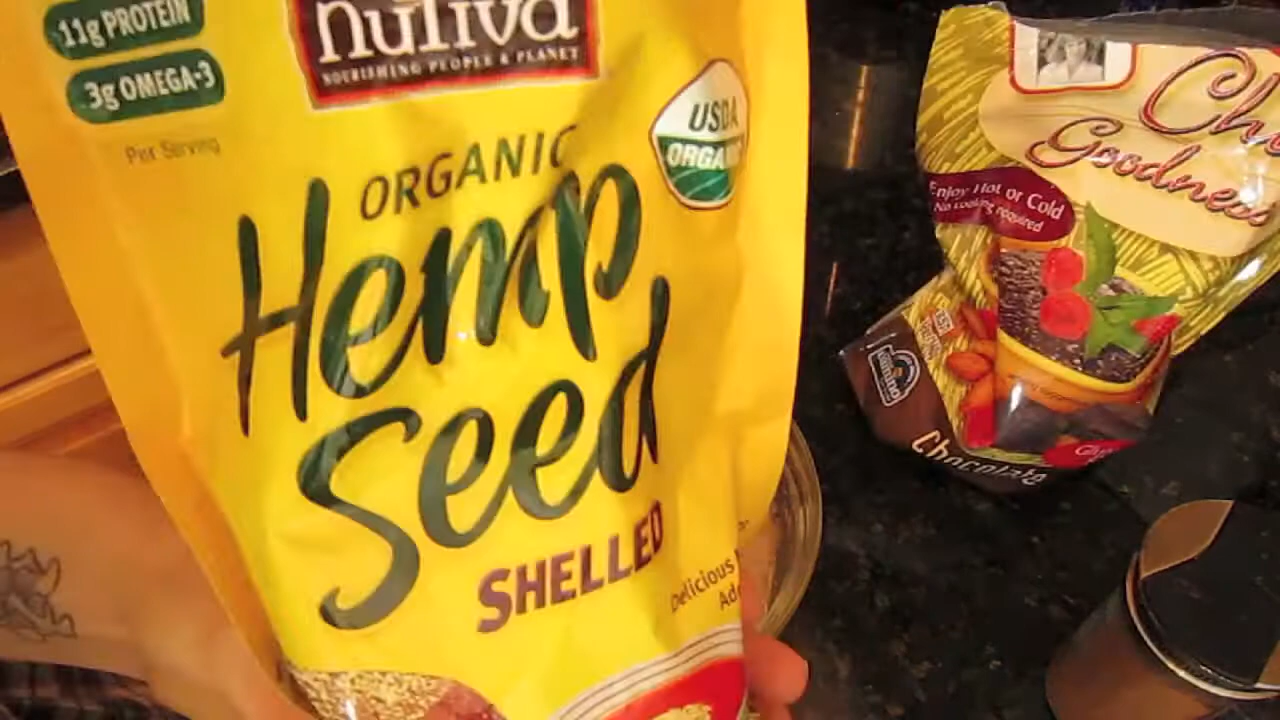 11g PROTEIN
3g OMEGA-3
Per Serving
nutiva
NOURISHING PEOPLE & PLANET
USDA
ORGANIC
ORGANIC
Hemp
Seed
SHELLED
Delicious
Goodness
Enjoy Hot or Cold
No cooking required
Chocolate